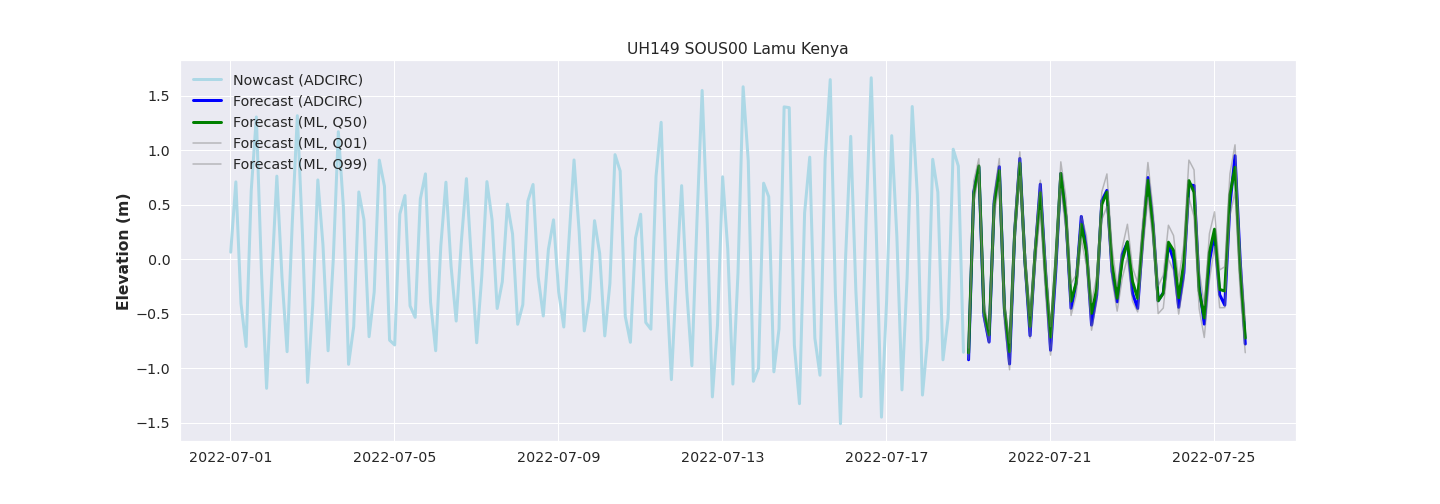 UH149 SOUS00 Lamu Kenya
Nowcast (ADCIRC)
Forecast (ADCIRC)
Forecast (ML, Q50)
Forecast (ML, Q01)
Forecast (ML, Q99)
Elevation (m)
1.5
1.0
0.5
0.0
−0.5
−1.0
−1.5
2022-07-01 2022-07-05 2022-07-09 2022-07-13 2022-07-17 2022-07-21 2022-07-25